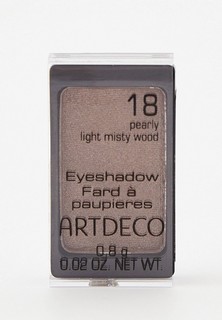 18
pearly
light misty wood
Eyeshadow
Fard à
paupières
ARTDECO
0.8 g
0.02 OZ. NET WT.